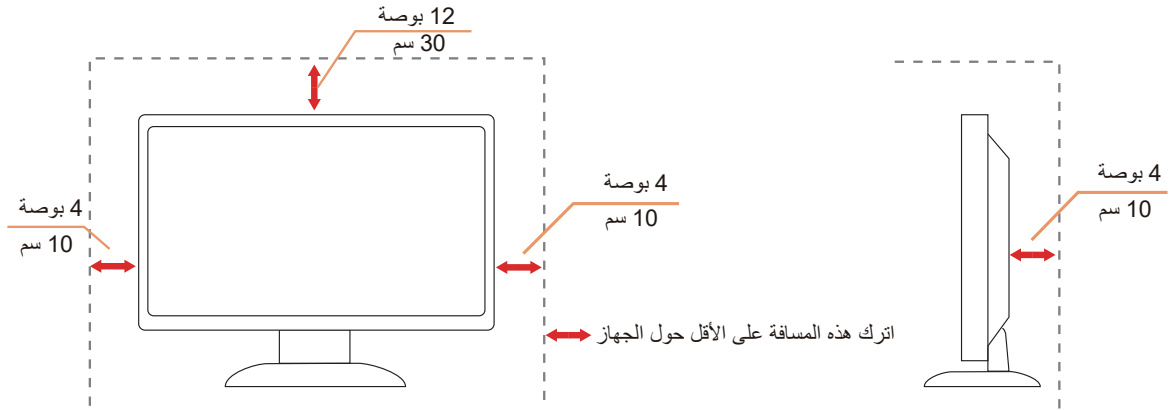 12 بوصة
30 سم
4 بوصة
10 سم
4 بوصة
10 سم
4 بوصة
10 سم
اترك هذه المسافة على الأقل حول الجهاز